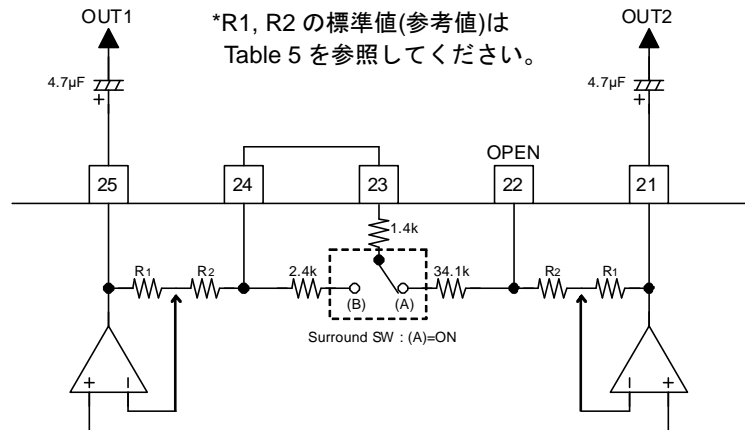 OUT1
*R1, R2 の標準値(参考値)は
Table 5 を参照してください。
OUT2
4.7µF
+
4.7µF
+
OPEN
25
24
23
22
21
1.4k
R1
R2
2.4k
34.1k
R2
R1
(B)
(A)
Surround SW : (A)=ON
+
−
−
+